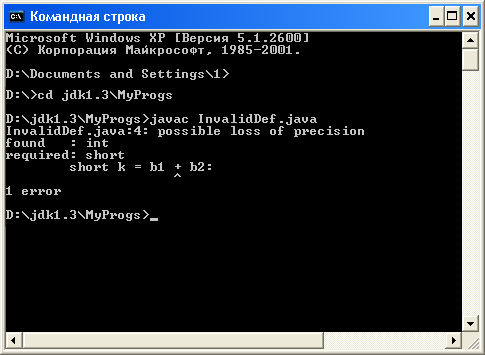 Командная строка
Microsoft Windows XP [Версия 5.1.2600]
(C) Корпорация Майкрософт, 1985-2001.
D:\Documents and Settings\1>
D:\>cd jdk1.3\MyProgs
D:\jdk1.3\MyProgs>javac InvalidDef.java
InvalidDef.java:4: possible loss of precision
found   : int
required: short
        short k = b1 + b2:
                     ^
1 error
D:\jdk1.3\MyProgs>_